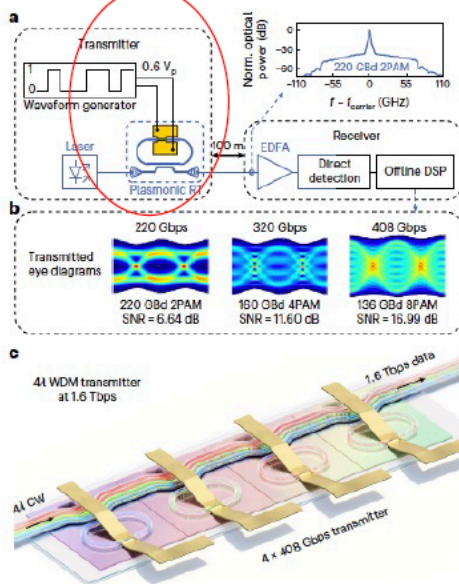 a
Transmitter
0.6 Vp
1
0
Waveform generator
Laser
Plasmonic RT
100 m
Norm. optical
power (dB)
0
-30
-60
220 GBd 2PAM
-110 -55 0 55 110
f - fcarrier (GHz)
Receiver
EDFA
Direct
detection
Offline DSP
b
Transmitted
eye diagrams
220 Gbps
320 Gbps
408 Gbps
220 GBd 2PAM
SNR = 6.64 dB
160 GBd 4PAM
SNR = 11.60 dB
136 GBd 8PAM
SNR = 16.99 dB
c
4λ WDM transmitter
at 1.6 Tbps
1.6 Tbps data
4λ CW
4 × 408 Gbps transmitter